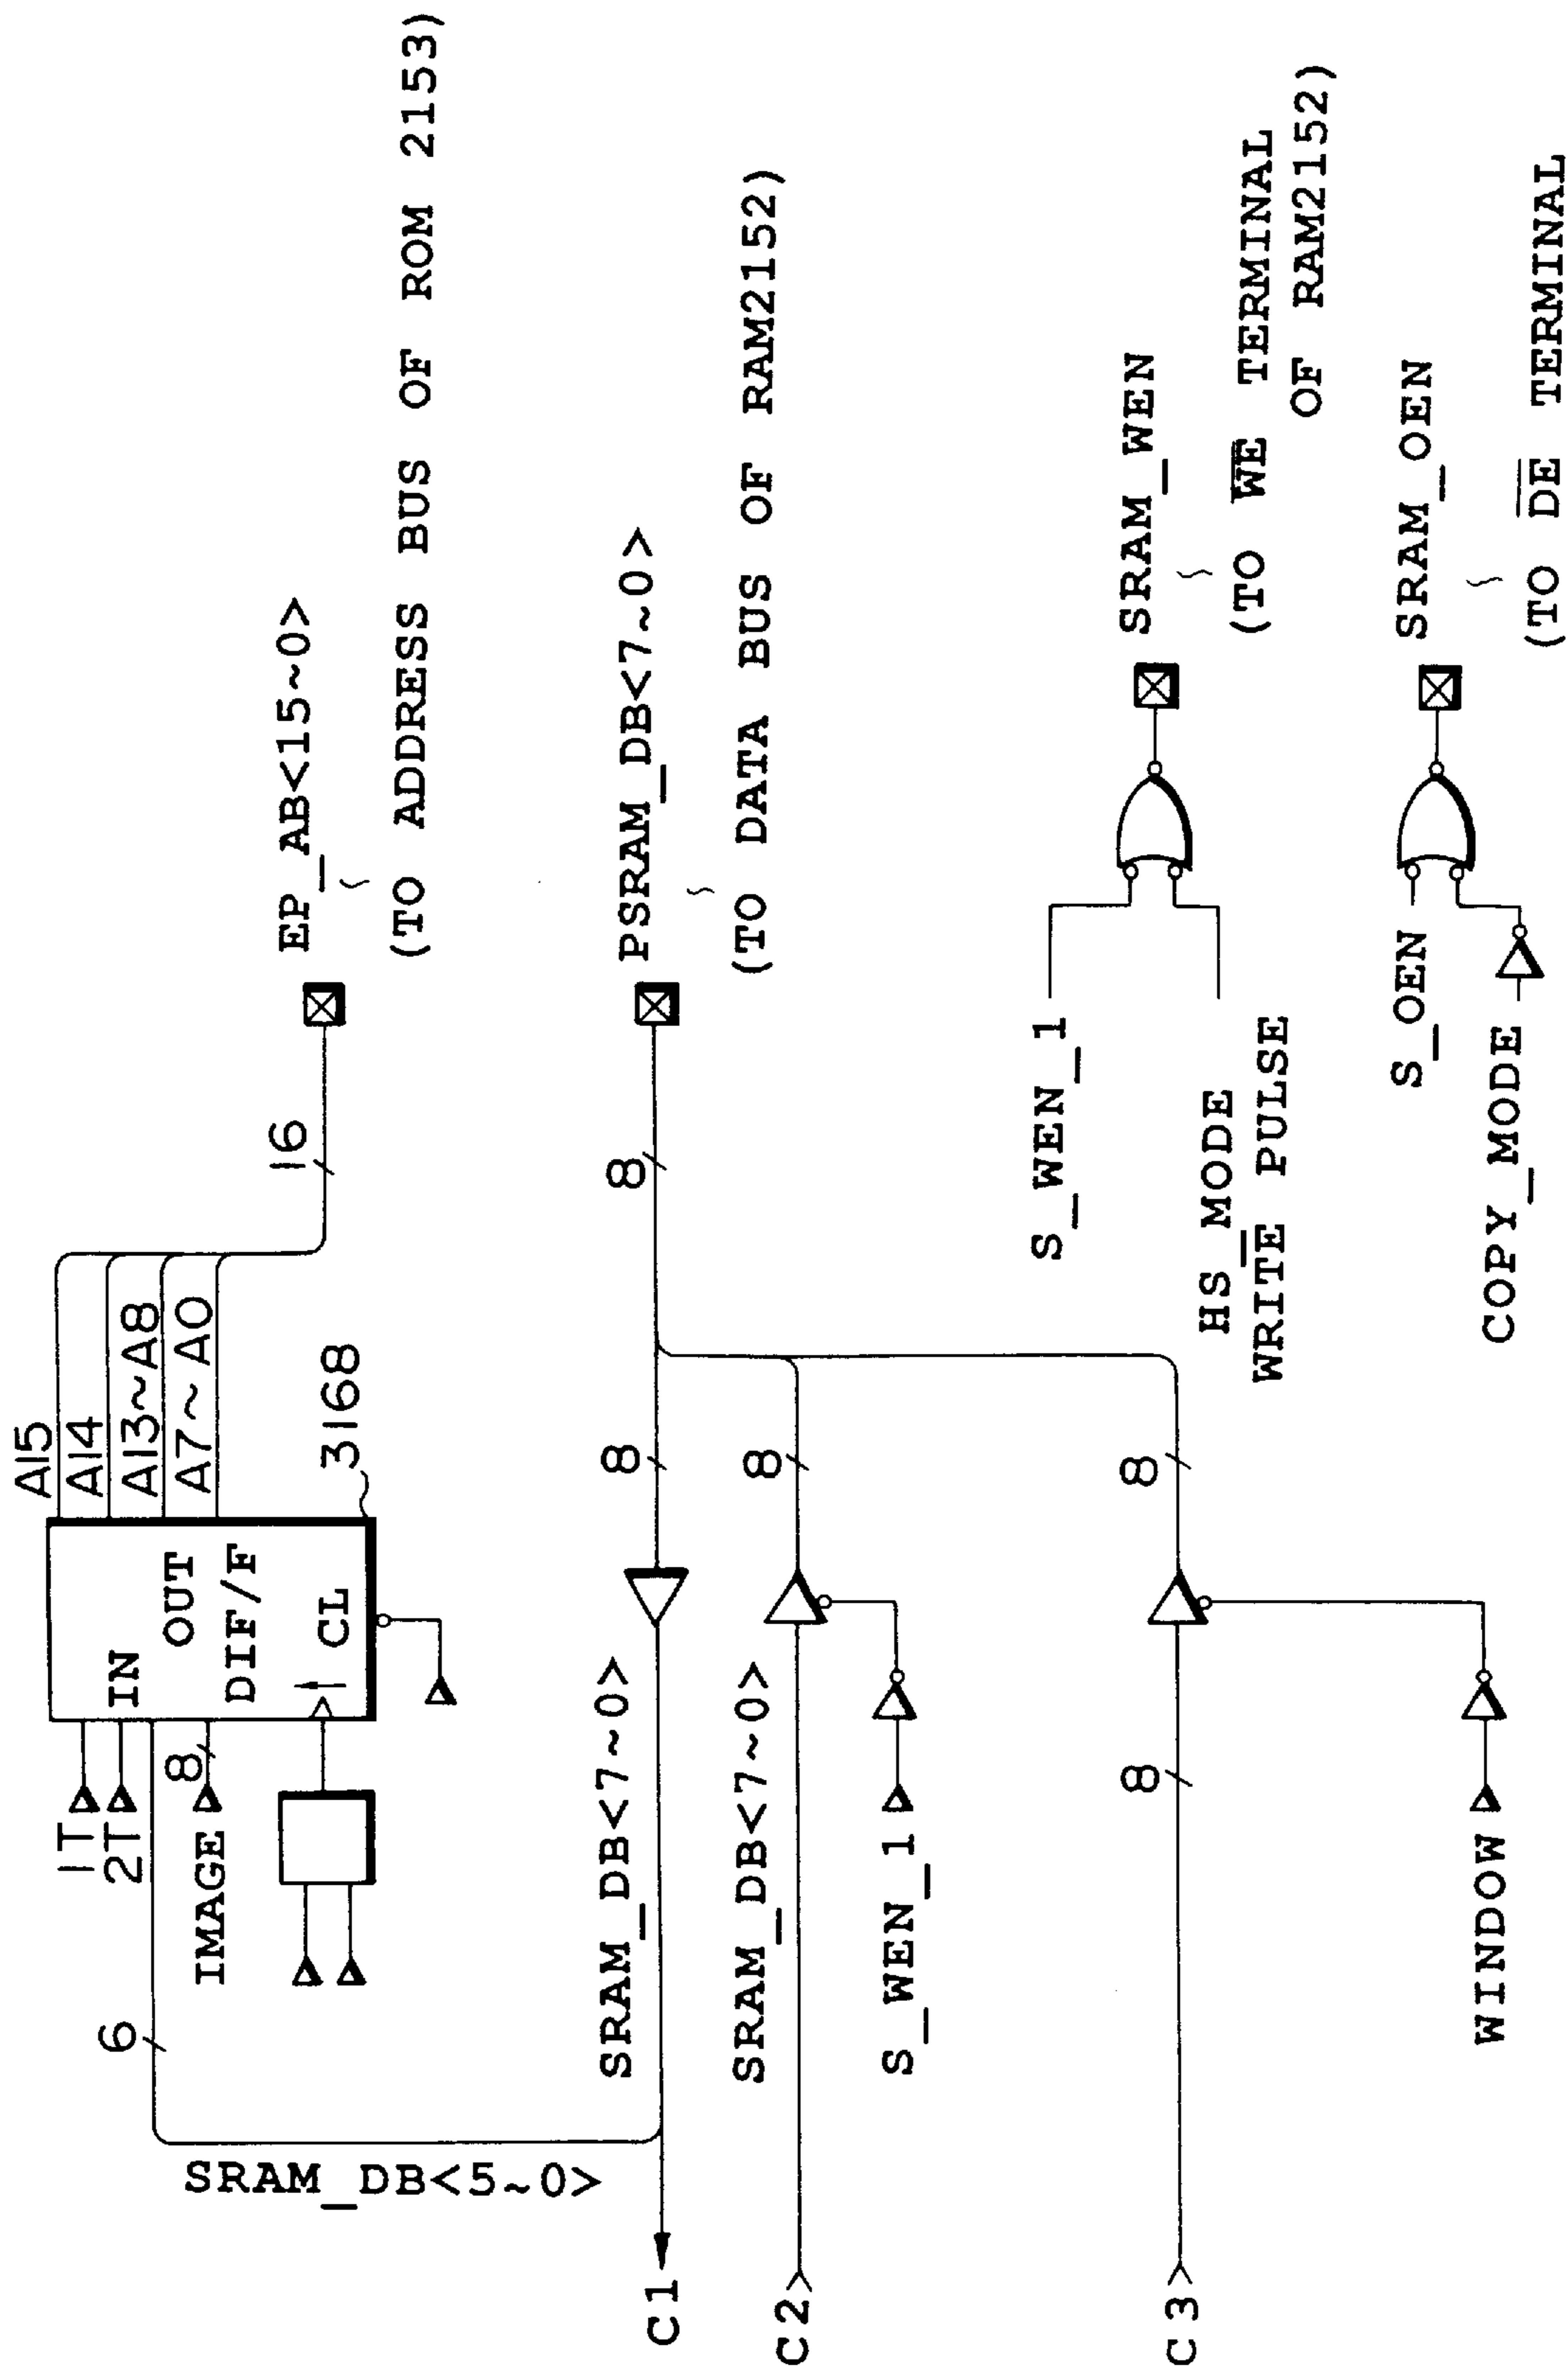 A15
A14
A13~A8
A7~A0
1T
2T
IN
OUT
DIF/F
CL
3168
16
EP_AB<15~0>
(TO ADDRESS BUS OF ROM 2153)
IMAGE
8
6
SRAM_DB<5~0>
SRAM_DB<7~0>
8
8
PSRAM_DB<7~0>
(TO DATA BUS OF RAM2152)
C1
SRAM_DB<7~0>
8
C2
S_WEN_1
8
8
C3
WINDOW
S_WEN_1
HS_MODE
WRITE PULSE
SRAM_WEN
(TO WE TERMINAL
OF RAM2152)
S_OEN
COPY_MODE
SRAM_OEN
(TO DE TERMINAL